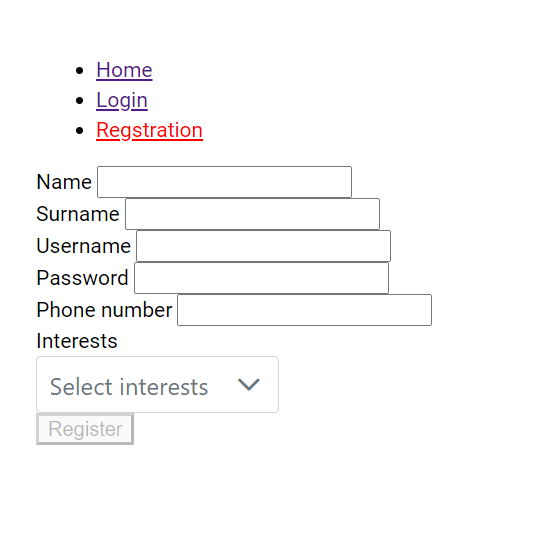 Home
Login
Regstration
Name
Surname
Username
Password
Phone number
Interests
Select interests
Register